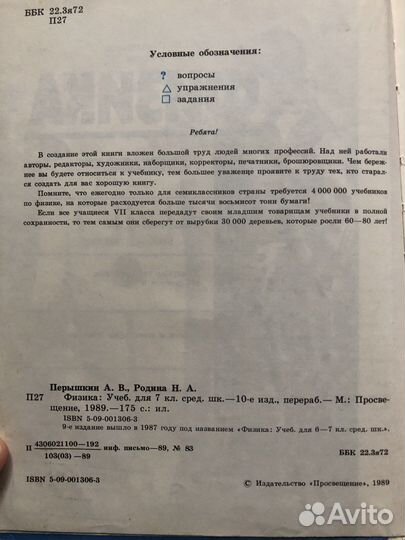 ББК 22.3я72
П27
Условные обозначения:
? вопросы
△ упражнения
□ задания
Ребята!
В создание этой книги вложен большой труд людей многих профессий. Над ней работали
авторы, редакторы, художники, наборщики, корректоры, печатники, брошюровщики. Чем береж-
нее вы будете относиться к учебнику, тем большее уважение проявите к труду тех, кто старал-
ся создать для вас хорошую книгу.
Помните, что ежегодно только для семиклассников страны требуется 4 000 000 учебников
по физике, на которые расходуется больше тысячи восьмисот тонн бумаги!
Если все учащиеся VII класса передадут своим младшим товарищам учебники в полной
сохранности, то тем самым они сберегут от вырубки 30 000 деревьев, которые росли 60—80 лет!
Перышкин А. В., Родина Н. А.
П27 Физика: Учеб. для 7 кл. сред. шк.—10-е изд., перераб.— М.: Просве-
щение, 1989.—175 с.: ил.
ISBN 5-09-001306-3
9-е издание вышло в 1987 году под названием «Физика: Учеб. для 6—7 кл. сред. шк.».
П 4306021100—192 / 103(03)—89 инф. письмо—89, № 83
ББК 22.3я72
ISBN 5-09-001306-3
© Издательство «Просвещение», 1989
Avito